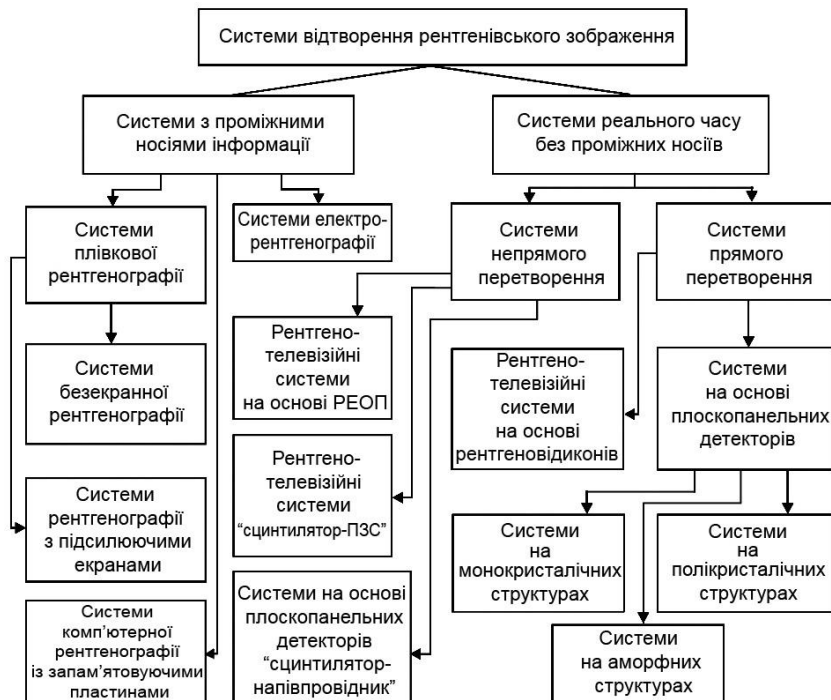 Системи відтворення рентгенівського зображення
Системи з проміжними
носіями інформації
Системи реального часу
без проміжних носіїв
Системи
плівкової
рентгенографії
Системи електро-
рентгенографії
Системи
непрямого
перетворення
Системи
прямого
перетворення
Системи
безекранної
рентгенографії
Рентгено-
телевізійні
системи
на основі РЕОП
Рентгено-
телевізійні
системи
на основі
рентгеновідиконів
Системи
на основі
плоскопанельних
детекторів
Системи
рентгенографії
з підсилюючими
екранами
Рентгено-
телевізійні
системи
“сцинтилятор-ПЗС”
Системи
на
монокристалічних
структурах
Системи
на
полікристалічних
структурах
Системи
комп’ютерної
рентгенографії
із запам’ятовуючими
пластинами
Системи на основі
плоскопанельних
детекторів
“сцинтилятор-
напівпровідник”
Системи
на аморфних
структурах